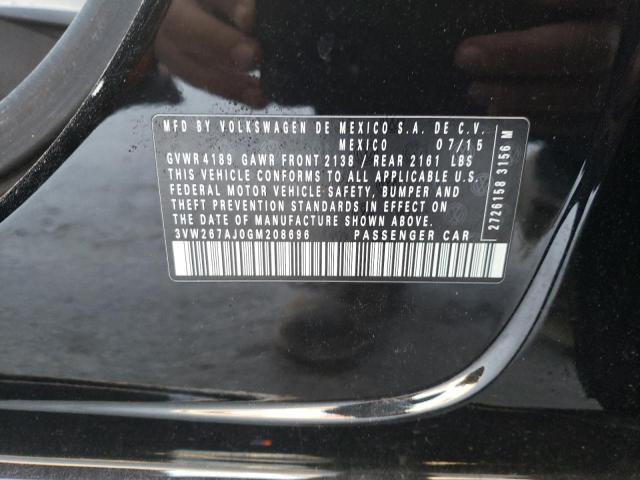 MFD BY VOLKSWAGEN DE MEXICO S.A. DE C.V.
MEXICO 07/15
GVWR 4189 GAWR FRONT 2138 / REAR 2161 LBS
THIS VEHICLE CONFORMS TO ALL APPLICABLE U.S.
FEDERAL MOTOR VEHICLE SAFETY, BUMPER AND
THEFT PREVENTION STANDARDS IN EFFECT ON
THE DATE OF MANUFACTURE SHOWN ABOVE.
3VW267AJ0GM208696 PASSENGER CAR
2726158 3156 M